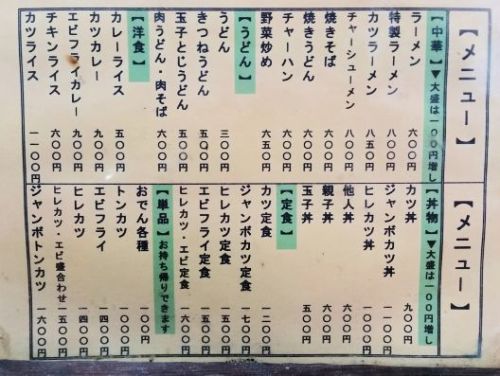 【メニュー】
【中華】▼大盛は一〇〇円増し
ラーメン 六〇〇円
特製ラーメン 八〇〇円
カツラーメン 八五〇円
チャーシューメン 八〇〇円
焼きそば 六〇〇円
焼きうどん 六〇〇円
チャーハン 六〇〇円
野菜炒め 六五〇円
【うどん】
うどん 三〇〇円
きつねうどん 五〇〇円
玉子とじうどん 五〇〇円
肉うどん・肉そば 六〇〇円
【洋食】
カレーライス 五〇〇円
カツカレー 九〇〇円
エビフライカレー 九〇〇円
チキンライス 六〇〇円
カツライス 一一〇〇円
【メニュー】
【丼物】▼大盛は一〇〇円増し
カツ丼 九〇〇円
ジャンボカツ丼 一一〇〇円
ヒレカツ丼 一〇〇〇円
他人丼 六〇〇円
親子丼 六〇〇円
玉子丼 五〇〇円
【定食】
カツ定食 一二〇〇円
ジャンボカツ定食 一七〇〇円
ヒレカツ定食 一五〇〇円
エビフライ定食 一五〇〇円
ヒレカツ・エビ定食 一六〇〇円
【単品】お持ち帰りできます
おでん各種 一〇〇円
トンカツ 一〇〇〇円
エビフライ 一四〇〇円
ヒレカツ 一四〇〇円
ヒレカツ・エビ盛合わせ 一五〇〇円
ジャンボトンカツ 一六〇〇円